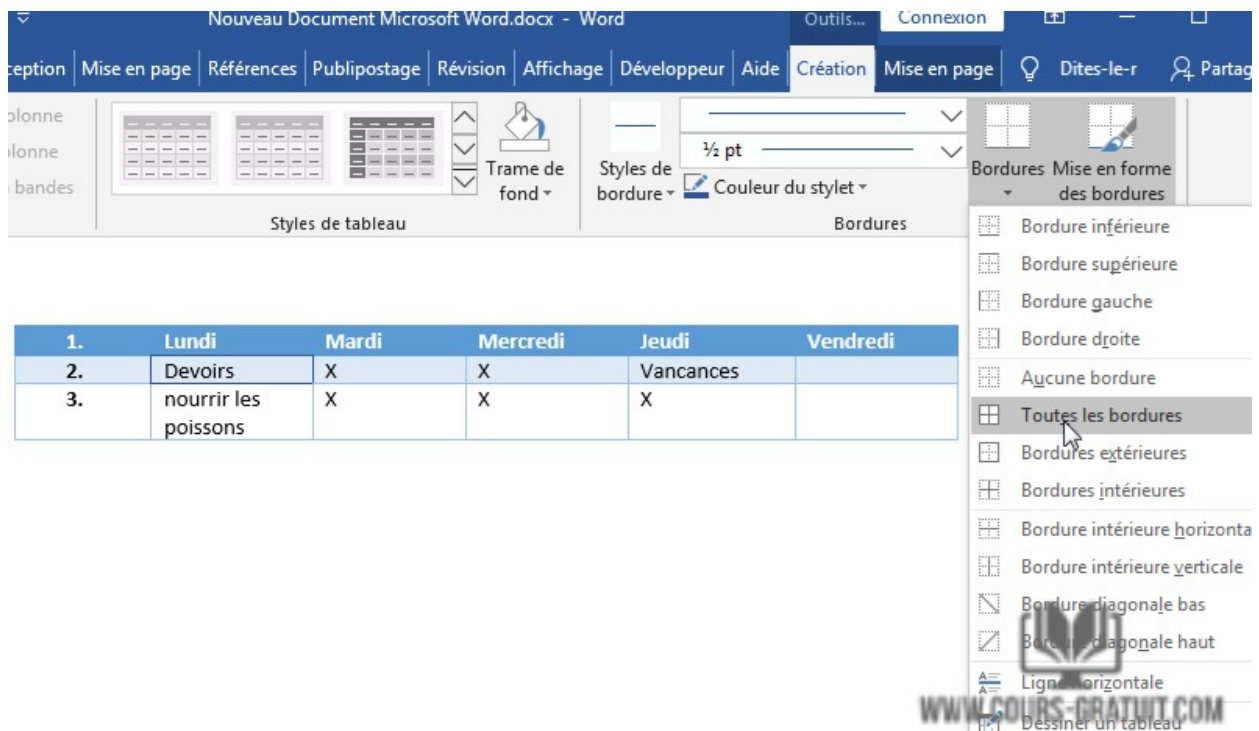 Nouveau Document Microsoft Word.docx - Word
Outils...
Connexion
ception
Mise en page
Références
Publipostage
Révision
Affichage
Développeur
Aide
Création
Mise en page
Dites-le-r
Partag
olonne
olonne
bandes
Trame de
fond
Styles de
bordure
½ pt
Couleur du stylet
Bordures
Mise en forme
des bordures
Styles de tableau
Bordures
1. Lundi Mardi Mercredi Jeudi Vendredi
2. Devoirs X X Vancances
3. nourrir les X X X
poissons
Bordure inférieure
Bordure supérieure
Bordure gauche
Bordure droite
Aucune bordure
Toutes les bordures
Bordures extérieures
Bordures intérieures
Bordure intérieure horizonta
Bordure intérieure verticale
Bordure diagonale bas
Bordure diagonale haut
Ligne horizontale
Dessiner un tableau
WWW.COURS-GRATUIT.COM